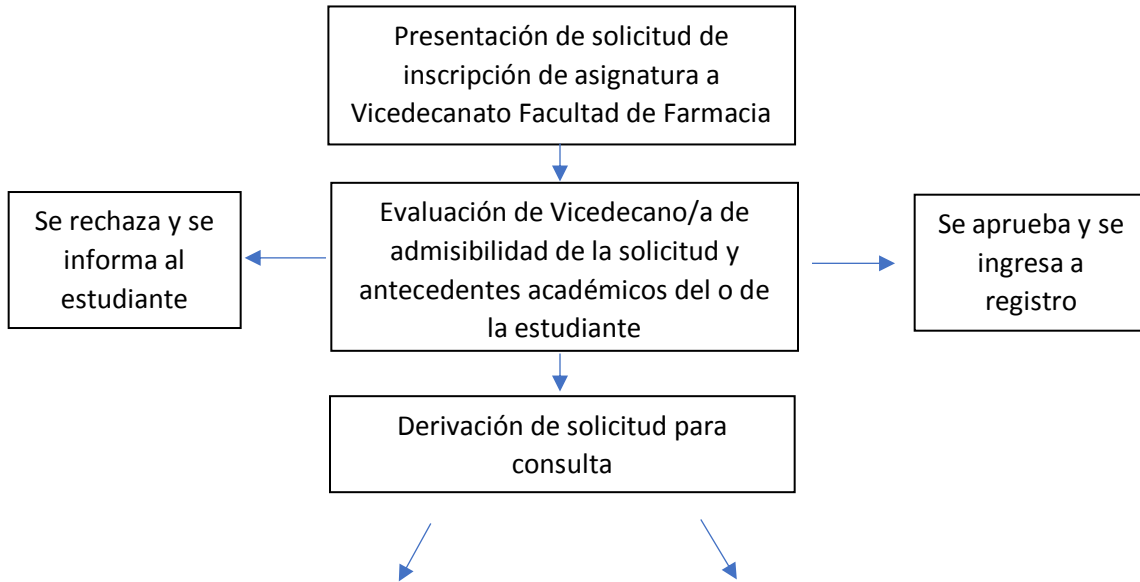 Presentación de solicitud de
inscripción de asignatura a
Vicedecanato Facultad de Farmacia
Se rechaza y se
informa al
estudiante
Evaluación de Vicedecano/a de
admisibilidad de la solicitud y
antecedentes académicos del o de
la estudiante
Se aprueba y se
ingresa a
registro
Derivación de solicitud para
consulta